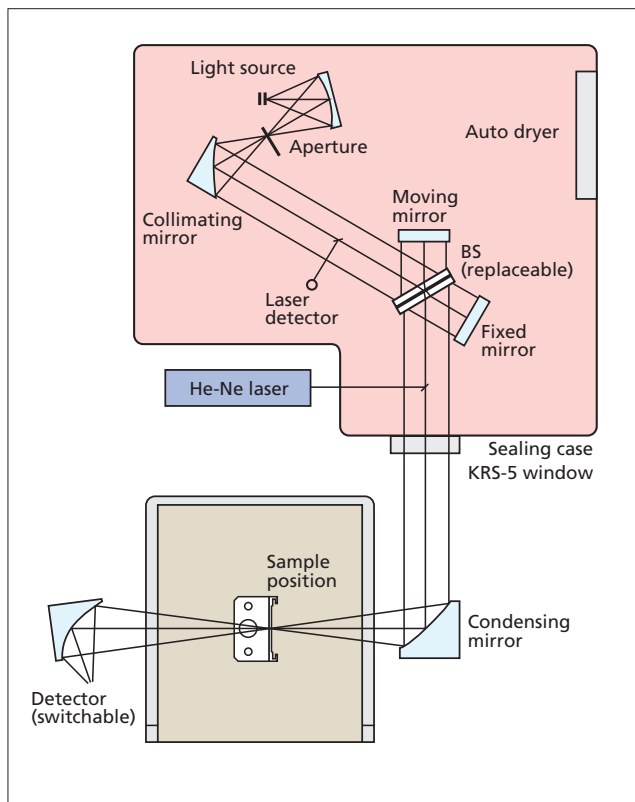 Light source
Aperture
Auto dryer
Collimating
mirror
Moving
mirror
BS
(replaceable)
Laser
detector
Fixed
mirror
He-Ne laser
Sealing case
KRS-5 window
Sample
position
Condensing
mirror
Detector
(switchable)